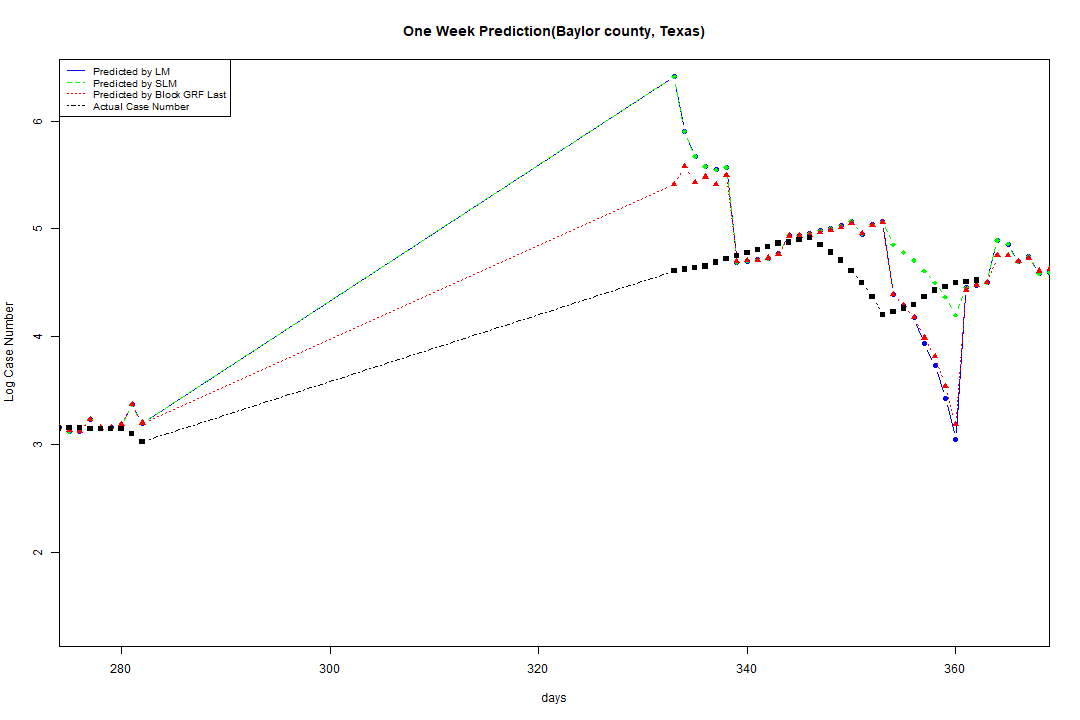 One Week Prediction(Baylor county, Texas)
Predicted by LM
Predicted by SLM
Predicted by Block GRF Last
Actual Case Number
6
5
4
3
2
Log Case Number
280 300 320 340 360
days